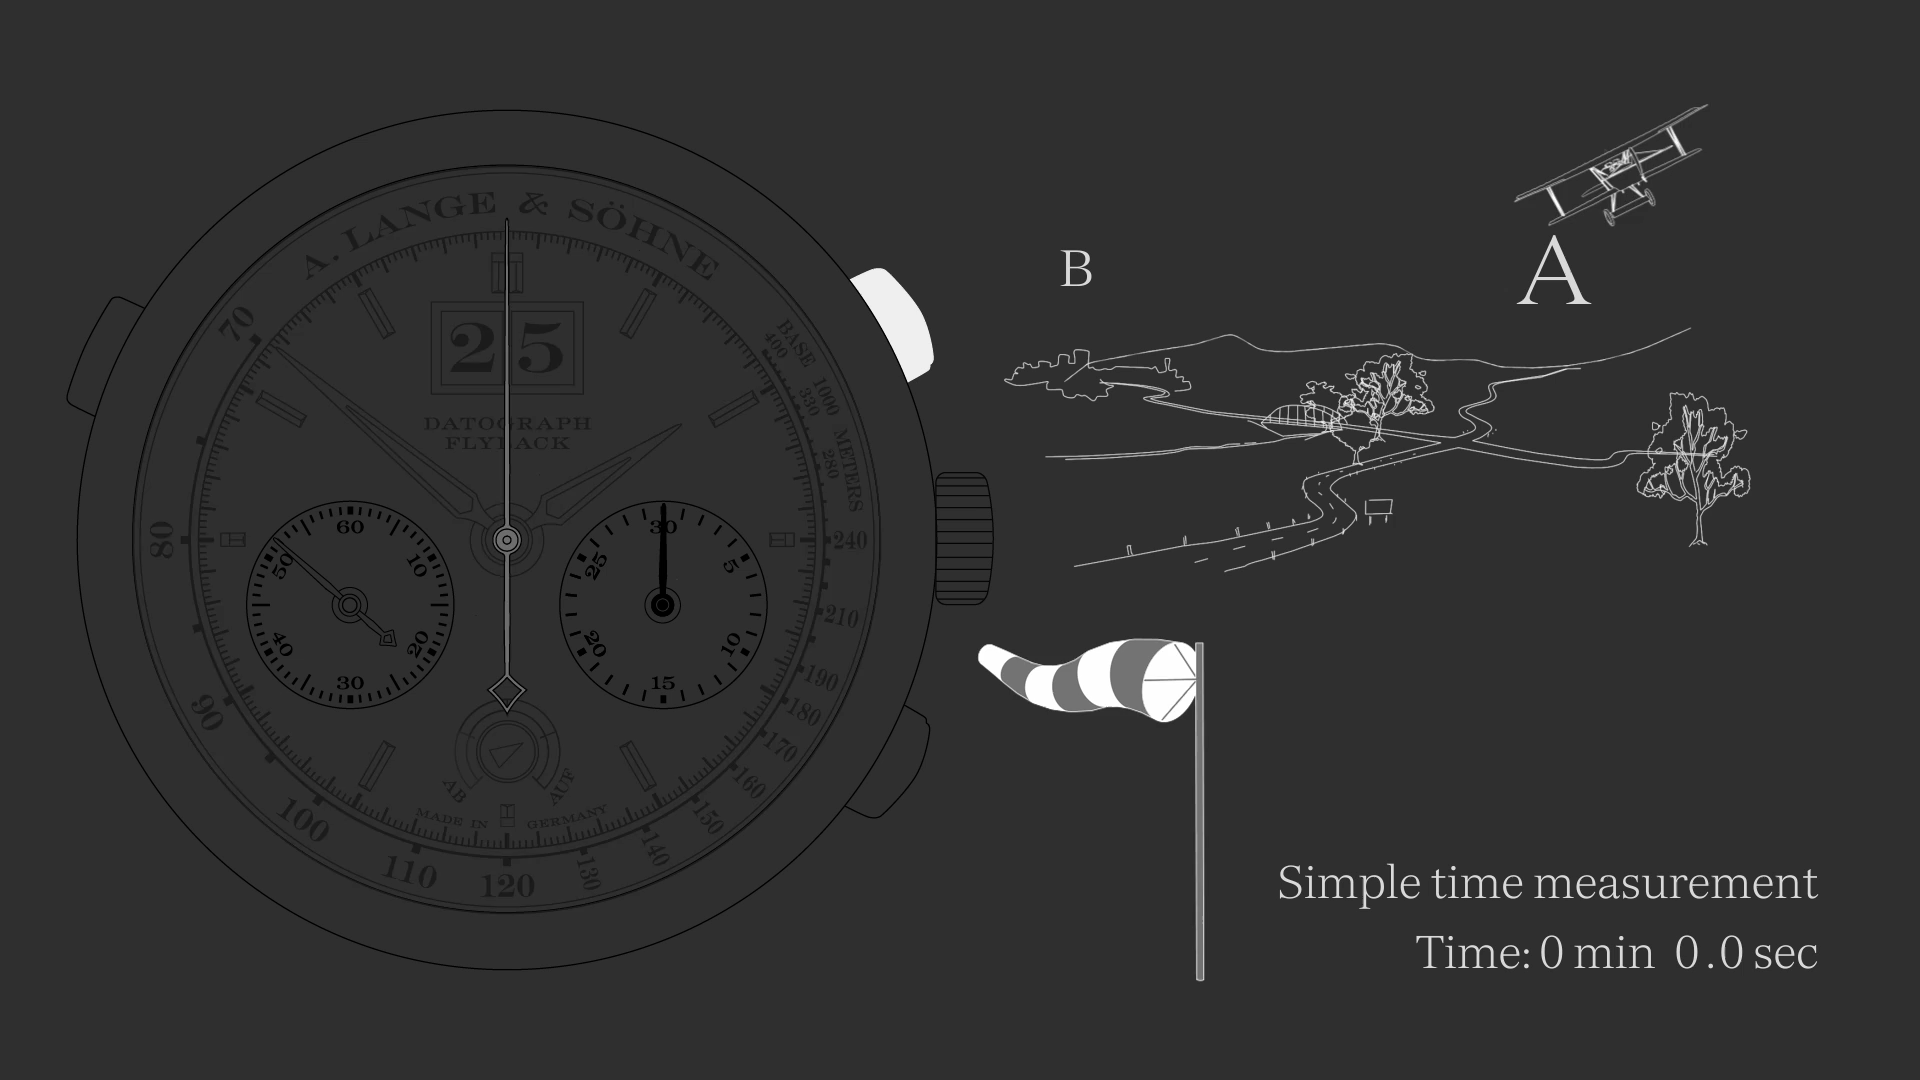 A. LANGE & SÖHNE
25
DATOGRAPH
FLYBACK
70
80
90
100
110
120
130
140
150
160
170
180
190
210
240
280
330
400
BASE 1000 METERS
60
10
20
30
40
50
30
5
10
15
20
25
AB
AUF
MADE IN GERMANY
B
A
Simple time measurement
Time: 0 min 0.0 sec